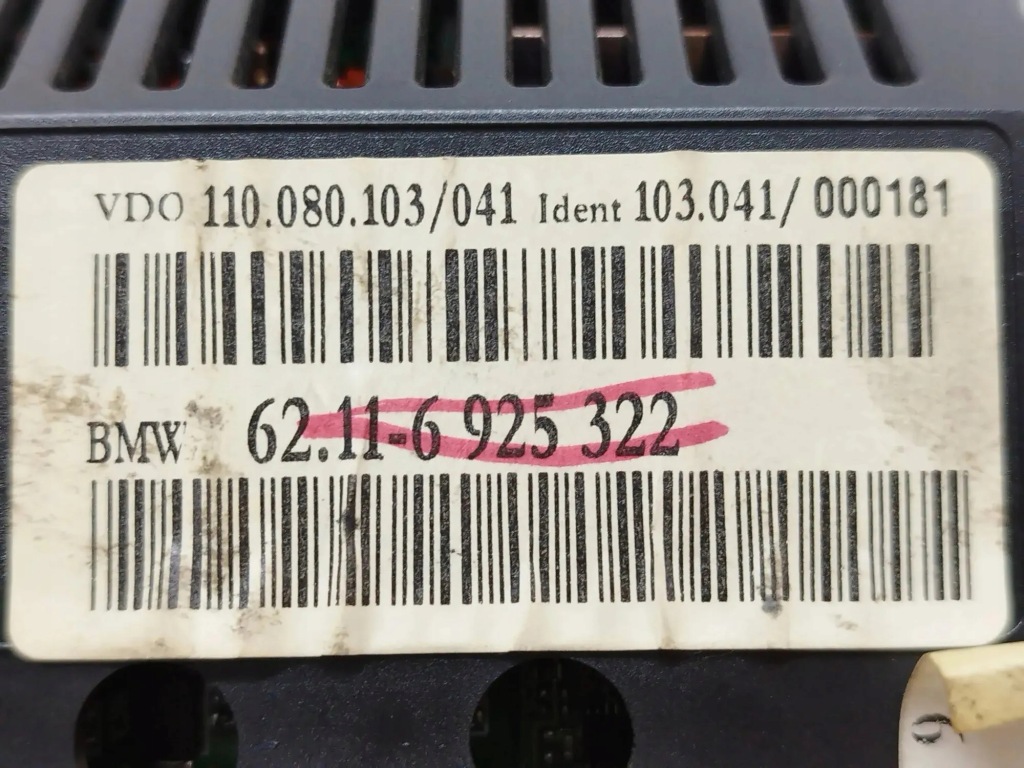 VDO 110.080.103/041 Ident 103.041/ 000181
BMW 62.11-6 925 322